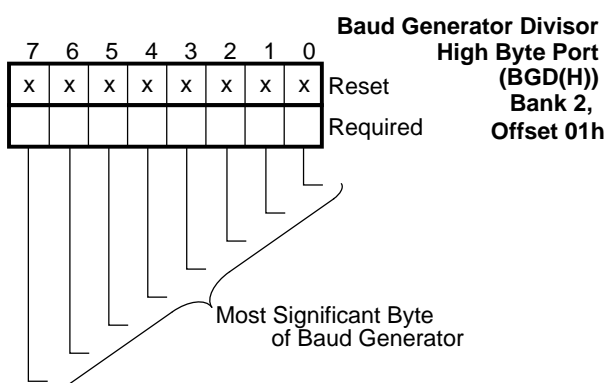 Baud Generator Divisor
High Byte Port
(BGD(H))
Bank 2,
Offset 01h
7 6 5 4 3 2 1 0
x x x x x x x x Reset
Required
Most Significant Byte
of Baud Generator